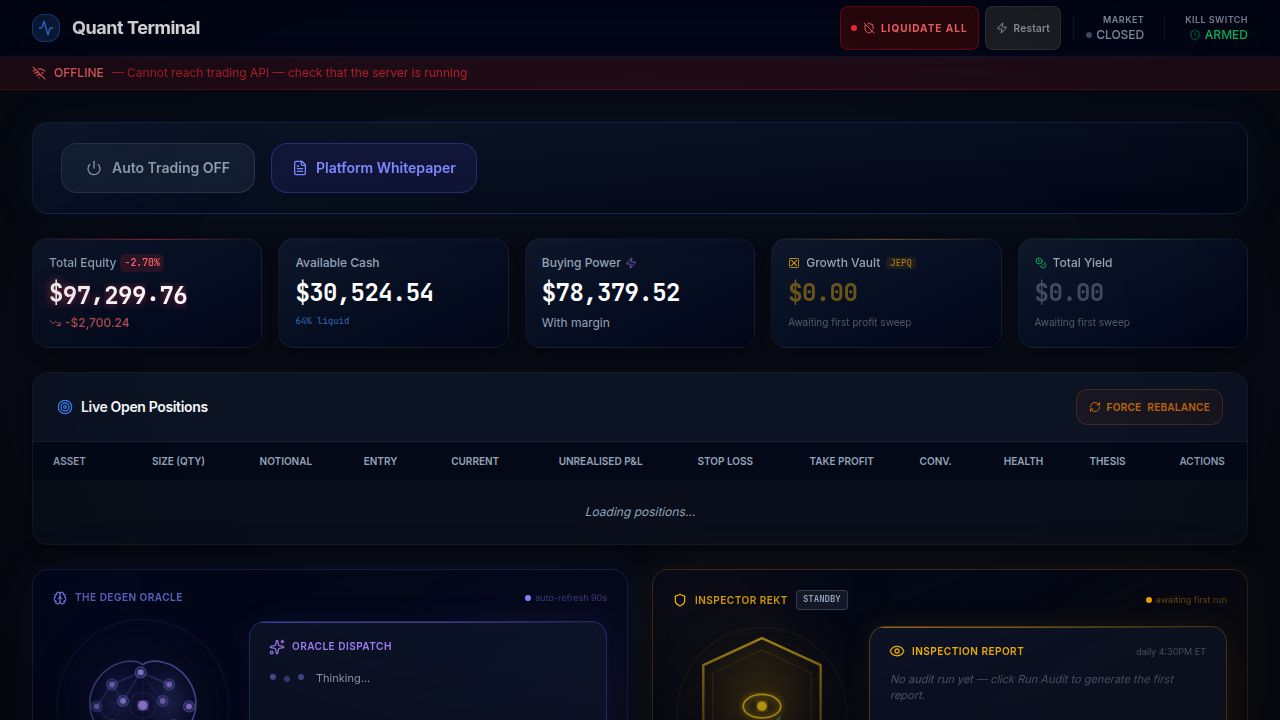 Quant Terminal
LIQUIDATE ALL
Restart
MARKET
CLOSED
KILL SWITCH
ARMED
OFFLINE — Cannot reach trading API — check that the server is running
Auto Trading OFF
Platform Whitepaper
Total Equity -2.70%
$97,299.76
-$2,700.24
Available Cash
$30,524.54
64% liquid
Buying Power
$78,379.52
With margin
Growth Vault JEPQ
$0.00
Awaiting first profit sweep
Total Yield
$0.00
Awaiting first sweep
Live Open Positions
FORCE REBALANCE
ASSET SIZE (QTY) NOTIONAL ENTRY CURRENT UNREALISED P&L STOP LOSS TAKE PROFIT CONV. HEALTH THESIS ACTIONS
Loading positions...
THE DEGEN ORACLE
auto-refresh 90s
ORACLE DISPATCH
Thinking...
INSPECTOR REKT STANDBY
awaiting first run
INSPECTION REPORT
daily 4:30PM ET
No audit run yet — click Run Audit to generate the first
report.